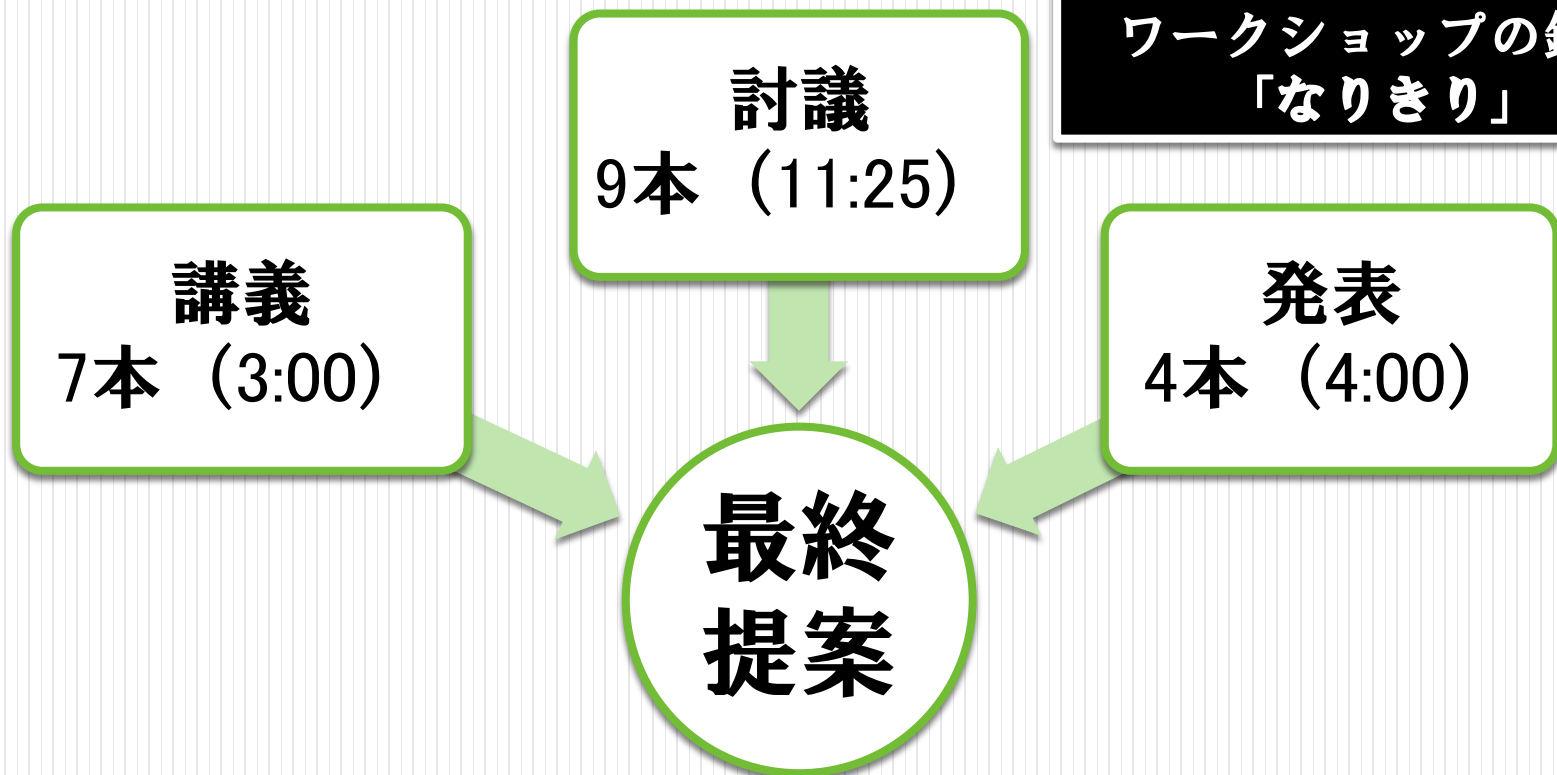 ワークショップの
「なりきり」
討議
9本（11:25）
講義
7本（3:00）
発表
4本（4:00）
最終
提案